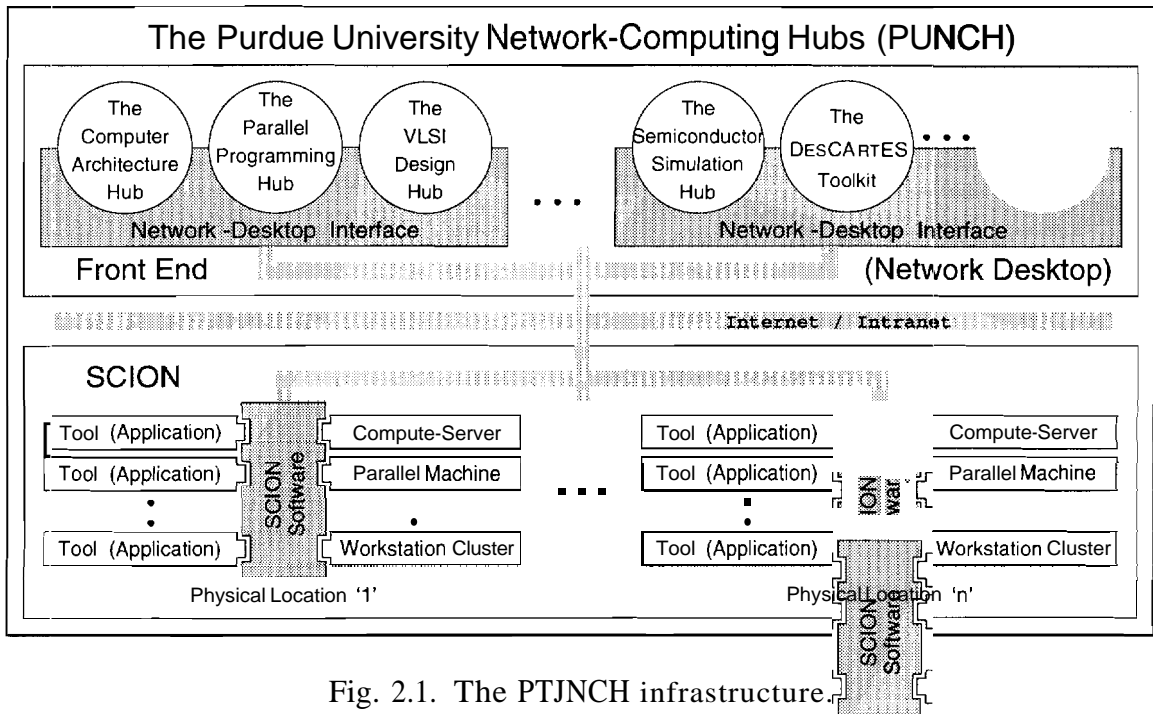 The Purdue University Network-Computing Hubs (PUNCH)
The
Computer
Architecture
Hub
The
Parallel
Programming
Hub
The
VLSI
Design
Hub
The
Semiconductor
Simulation
Hub
The
DESCARTES
Toolkit
Network -Desktop Interface
Network -Desktop Interface
Front End
(Network Desktop)
Internet / Intranet
SCION
Tool (Application)
Compute-Server
Tool (Application)
Compute-Server
Tool (Application)
Parallel Machine
Tool (Application)
Parallel Machine
SCION
Software
ION
war
Tool (Application)
Workstation Cluster
Tool (Application)
Workstation Cluster
Physical Location '1'
Physical Location 'n'
SCION
Software
Fig. 2.1. The PTJNCH infrastructure.